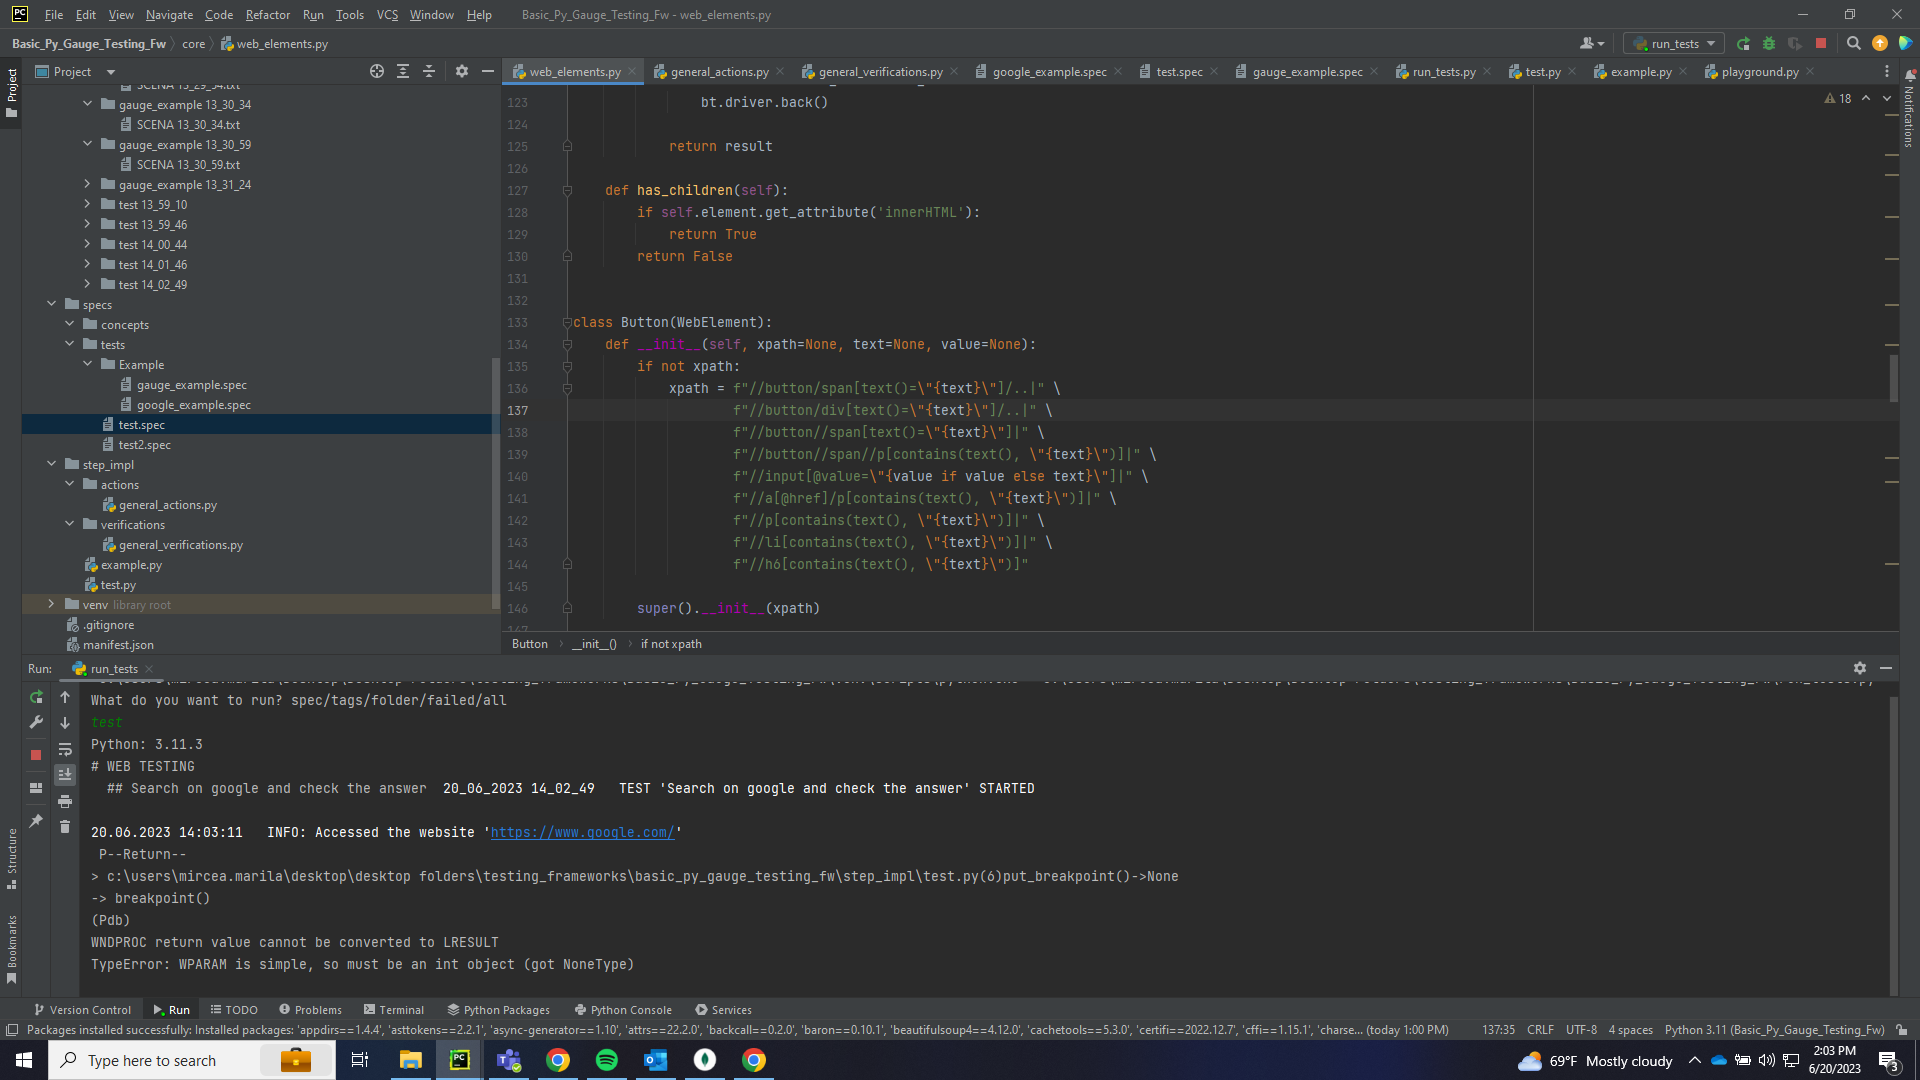 PC File Edit View Navigate Code Refactor Run Tools VCS Window Help Basic_Py_Gauge_Testing_Fw - web_elements.py
Basic_Py_Gauge_Testing_Fw core web_elements.py run_tests
Project
Project
web_elements.py general_actions.py general_verifications.py google_example.spec test.spec gauge_example.spec run_tests.py test.py example.py playground.py
Notifications
SCENA 13_29_54.txt
gauge_example 13_30_34
SCENA 13_30_34.txt
gauge_example 13_30_59
SCENA 13_30_59.txt
gauge_example 13_31_24
test 13_59_10
test 13_59_46
test 14_00_44
test 14_01_46
test 14_02_49
specs
concepts
tests
Example
gauge_example.spec
google_example.spec
test.spec
test2.spec
step_impl
actions
general_actions.py
verifications
general_verifications.py
example.py
test.py
venv library root
.gitignore
manifest.json
18
123 bt.driver.back()
124
125 return result
126
127 def has_children(self):
128 if self.element.get_attribute('innerHTML'):
129 return True
130 return False
131
132
133 class Button(WebElement):
134 def __init__(self, xpath=None, text=None, value=None):
135 if not xpath:
136 xpath = f"//button/span[text()=\"{text}\"]/..|" \
137 f"//button/div[text()=\"{text}\"]/..|" \
138 f"//button//span[text()=\"{text}\"]|" \
139 f"//button//span//p[contains(text(), \"{text}\")]|" \
140 f"//input[@value=\"{value if value else text}\"]|" \
141 f"//a[@href]/p[contains(text(), \"{text}\")]|" \
142 f"//p[contains(text(), \"{text}\")]|" \
143 f"//li[contains(text(), \"{text}\")]|" \
144 f"//h6[contains(text(), \"{text}\")]"
145
146 super().__init__(xpath)
147
Button __init__() if not xpath
Run: run_tests
What do you want to run? spec/tags/folder/failed/all
test
Python: 3.11.3
# WEB TESTING
## Search on google and check the answer 20_06_2023 14_02_49 TEST 'Search on google and check the answer' STARTED
20.06.2023 14:03:11 INFO: Accessed the website 'https://www.google.com/'
P--Return--
> c:\users\mircea.marila\desktop\desktop folders\testing_frameworks\basic_py_gauge_testing_fw\step_impl\test.py(6)put_breakpoint()->None
-> breakpoint()
(Pdb)
WNDPROC return value cannot be converted to LRESULT
TypeError: WPARAM is simple, so must be an int object (got NoneType)
Structure
Bookmarks
Version Control Run TODO Problems Terminal Python Packages Python Console Services
Packages installed successfully: Installed packages: 'appdirs==1.4.4', 'asttokens==2.2.1', 'async-generator==1.10', 'attrs==22.2.0', 'backcall==0.2.0', 'baron==0.10.1', 'beautifulsoup4==4.12.0', 'cachetools==5.3.0', 'certifi==2022.12.7', 'cffi==1.15.1', 'charse... (today 1:00 PM) 137:35 CRLF UTF-8 4 spaces Python 3.11 (Basic_Py_Gauge_Testing_Fw)
Type here to search 69°F Mostly cloudy 2:03 PM
6/20/2023 3